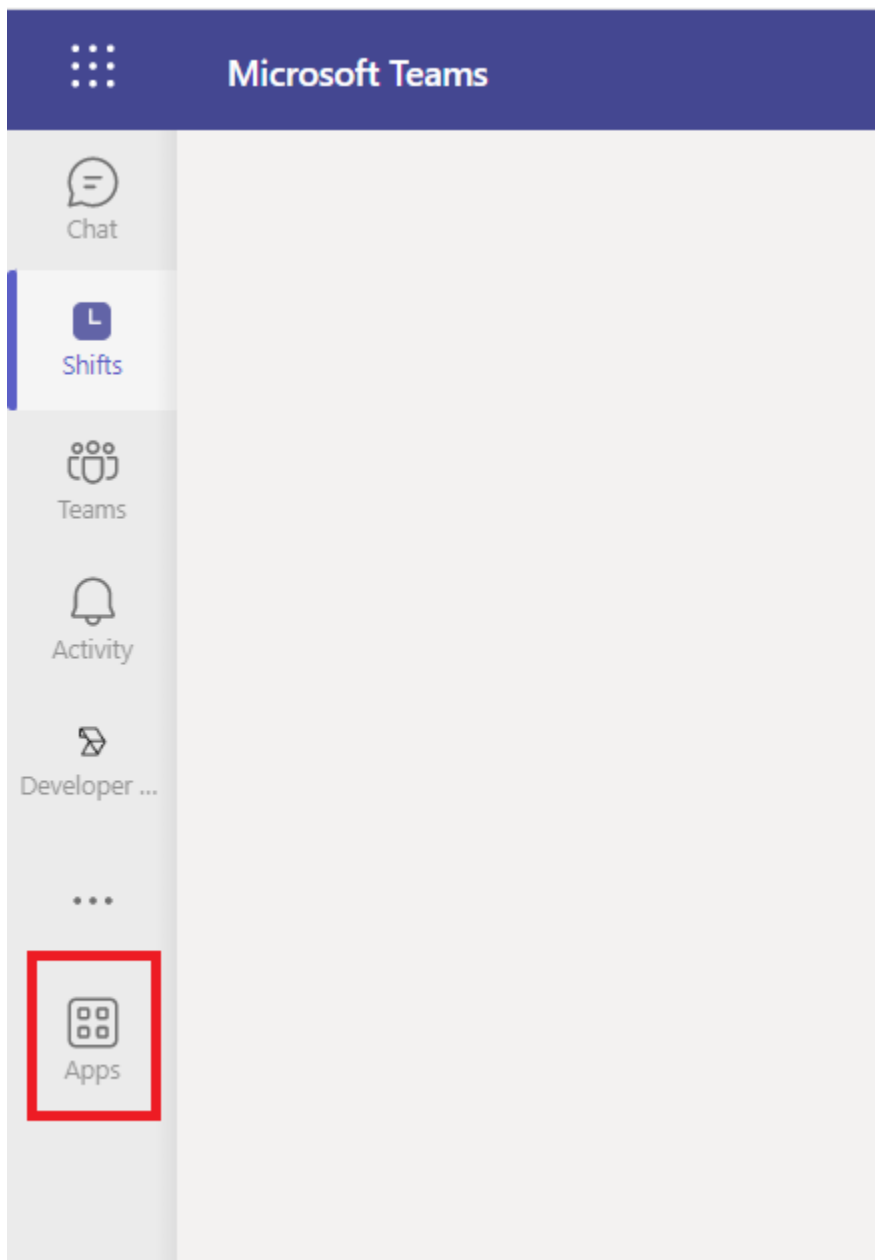 Microsoft Teams
Chat
Shifts
Teams
Activity
Developer ...
Apps